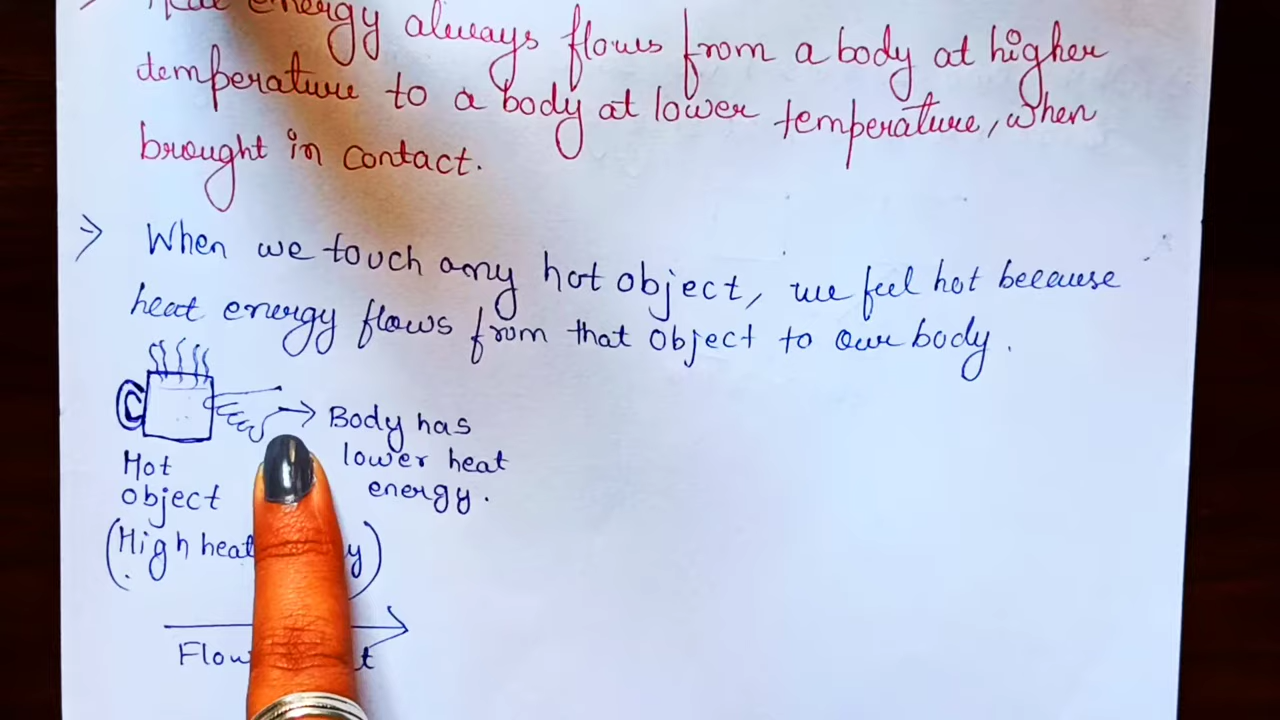 energy always flows from a body at higher
temperature to a body at lower temperature, when
brought in contact.
> When we touch any hot object, we feel hot because
heat energy flows from that object to our body.
→ Body has
lower heat
energy.
Hot
object
(High heat y)
Flow t